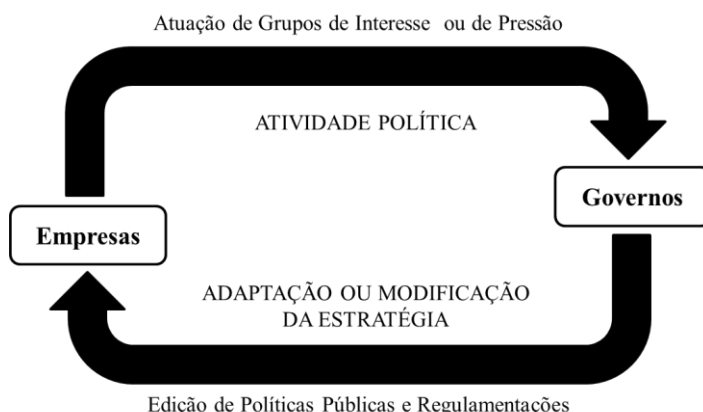 Atuação de Grupos de Interesse ou de Pressão
ATIVIDADE POLÍTICA
Governos
Empresas
ADAPTAÇÃO OU MODIFICAÇÃO
DA ESTRATÉGIA
Edição de Políticas Públicas e Regulamentações